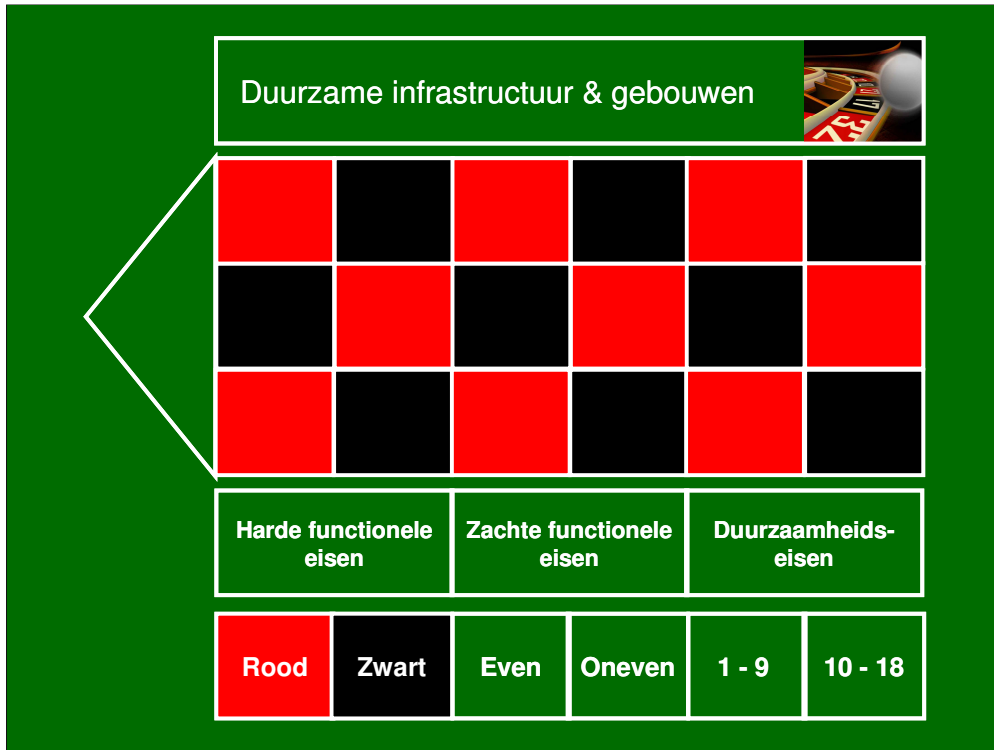 Duurzame infrastructuur & gebouwen
Harde functionele
eisen
Zachte functionele
eisen
Duurzaamheids-
eisen
Rood
Zwart
Even
Oneven
1 - 9
10 - 18